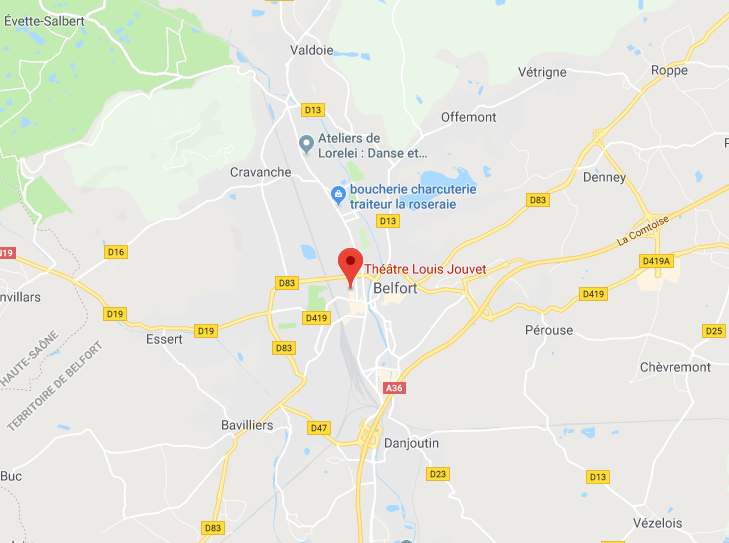 Évette-Salbert
Valdoie
Vétrigne
Roppe
D13
Offemont
Ateliers de
Lorelei : Danse et...
Cravanche
Denney
boucherie charcuterie
traiteur la roseraie
D83
D13
La Comtoise
N19
D16
D419A
Théâtre Louis Jouvet
D83
Belfort
D419
nvillars
D19
D419
D19
Essert
Pérouse
D25
HAUTE-SAÔNE
TERRITOIRE DE BELFORT
D83
Chèvremont
A36
Bavilliers
D47
Danjoutin
Buc
D23
D13
D83
Vézelois